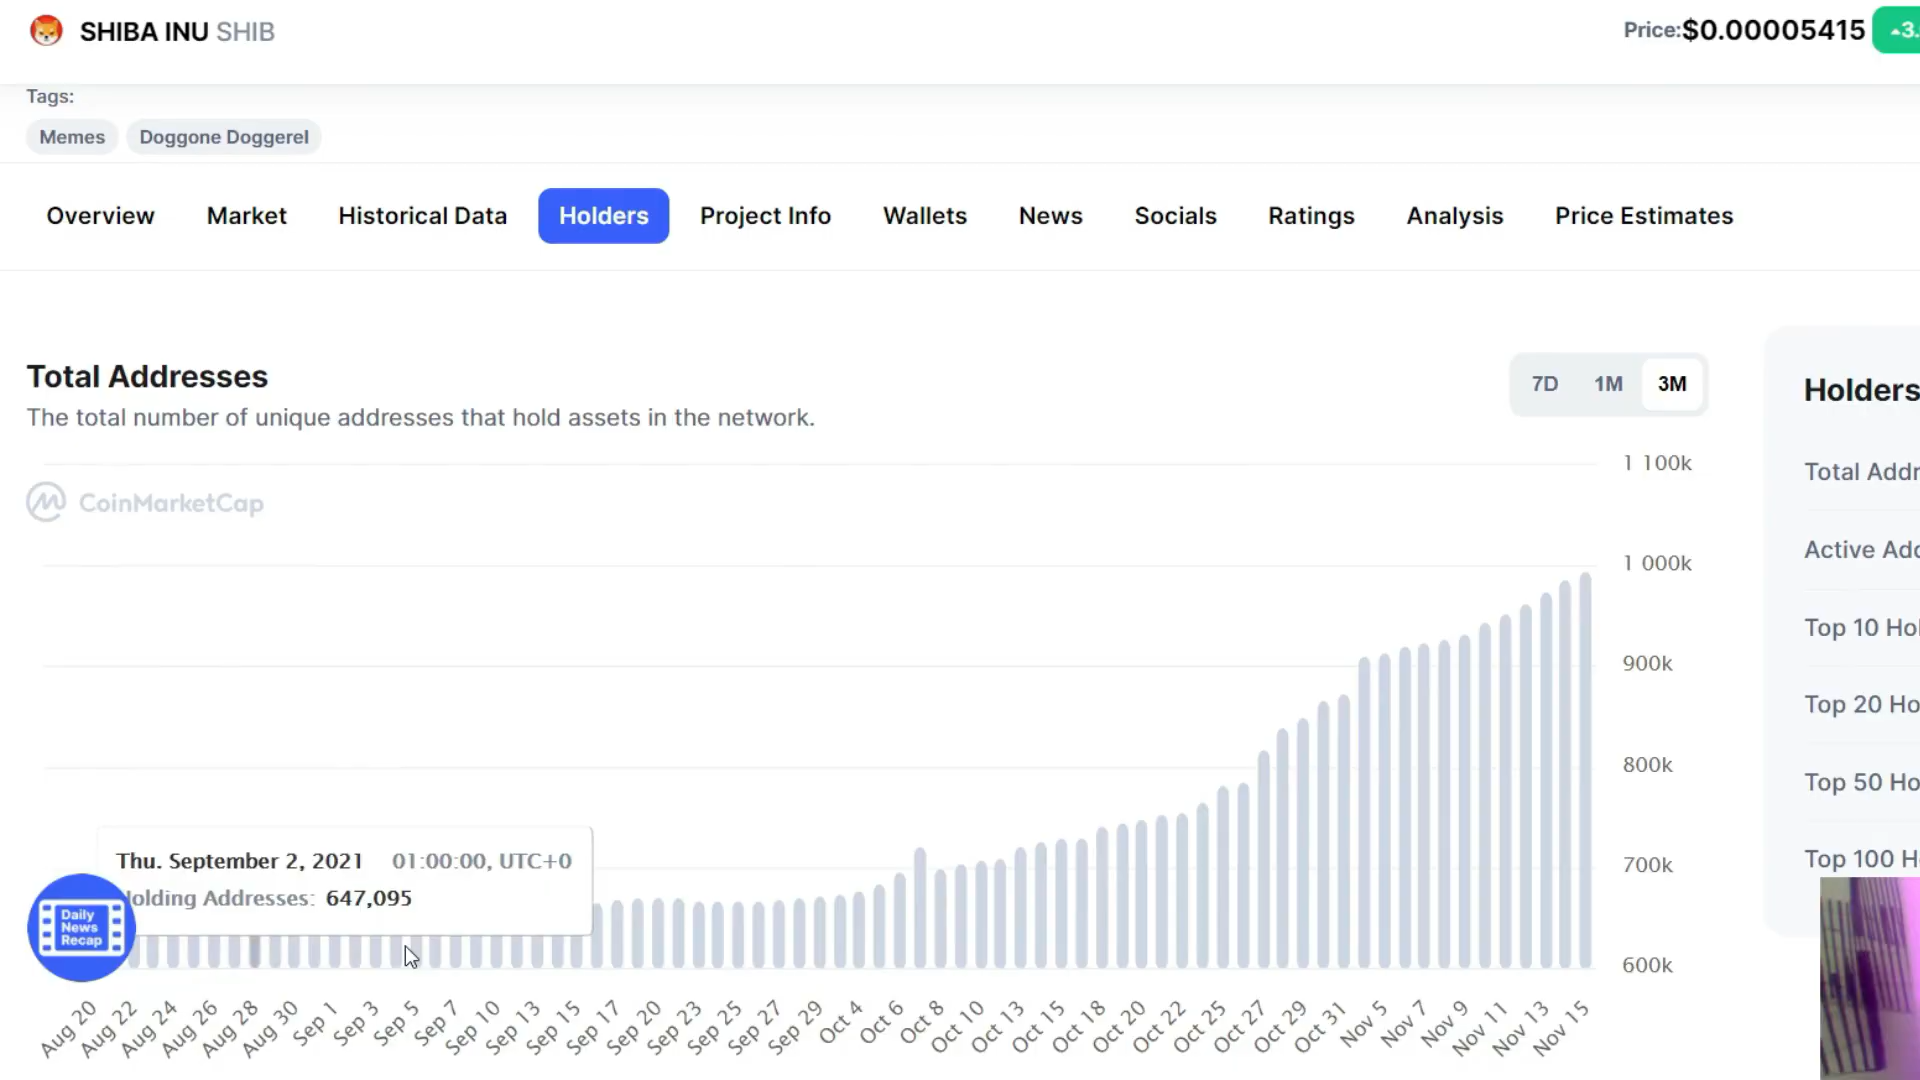 SHIBA INU SHIB
Price:$0.00005415 3.
Tags:
Memes Doggone Doggerel
Overview Market Historical Data Holders Project Info Wallets News Socials Ratings Analysis Price Estimates
Total Addresses
The total number of unique addresses that hold assets in the network.
7D 1M 3M
CoinMarketCap
1 100k
1 000k
900k
800k
700k
600k
Thu. September 2, 2021 01:00:00, UTC+0
olding Addresses: 647,095
Daily
News
Recap
Aug 20 Aug 22 Aug 24 Aug 26 Aug 28 Aug 30 Sep 1 Sep 3 Sep 5 Sep 7 Sep 10 Sep 13 Sep 15 Sep 17 Sep 20 Sep 23 Sep 25 Sep 27 Sep 29 Oct 4 Oct 6 Oct 8 Oct 10 Oct 13 Oct 15 Oct 18 Oct 20 Oct 22 Oct 25 Oct 27 Oct 29 Oct 31 Nov 5 Nov 7 Nov 9 Nov 11 Nov 13 Nov 15
Holders
Total Addr
Active Add
Top 10 Hol
Top 20 Ho
Top 50 Ho
Top 100 H